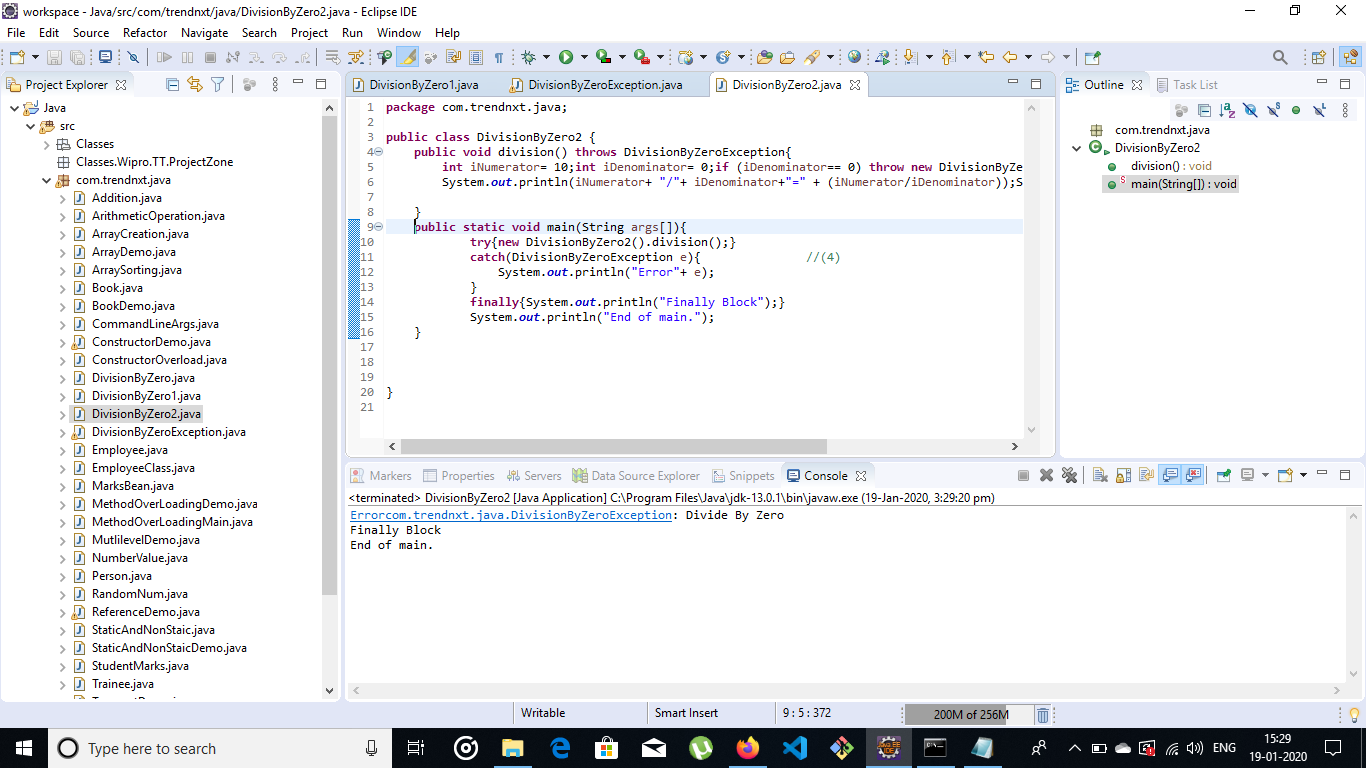 workspace - Java/src/com/trendnxt/java/DivisionByZero2.java - Eclipse IDE
File Edit Source Refactor Navigate Search Project Run Window Help
Project Explorer
Java
src
Classes
Classes.Wipro.TT.ProjectZone
com.trendnxt.java
Addition.java
ArithmeticOperation.java
ArrayCreation.java
ArrayDemo.java
ArraySorting.java
Book.java
BookDemo.java
CommandLineArgs.java
ConstructorDemo.java
ConstructorOverload.java
DivisionByZero.java
DivisionByZero1.java
DivisionByZero2.java
DivisionByZeroException.java
Employee.java
EmployeeClass.java
MarksBean.java
MethodOverLoadingDemo.java
MethodOverLoadingMain.java
MutlilevelDemo.java
NumberValue.java
Person.java
RandomNum.java
ReferenceDemo.java
StaticAndNonStaic.java
StaticAndNonStaicDemo.java
StudentMarks.java
Trainee.java
DivisionByZero1.java DivisionByZeroException.java DivisionByZero2.java
1 package com.trendnxt.java;
2
3 public class DivisionByZero2 {
4 public void division() throws DivisionByZeroException{
5 int iNumerator= 10;int iDenominator= 0;if (iDenominator== 0) throw new DivisionByZe
6 System.out.println(iNumerator+ "/"+ iDenominator+"=" + (iNumerator/iDenominator));S
7
8 }
9 public static void main(String args[]){
10 try{new DivisionByZero2().division();}
11 catch(DivisionByZeroException e){ //(4)
12 System.out.println("Error"+ e);
13 }
14 finally{System.out.println("Finally Block");}
15 System.out.println("End of main.");
16 }
17
18
19
20 }
21
Outline Task List
com.trendnxt.java
DivisionByZero2
division() : void
main(String[]) : void
Markers Properties Servers Data Source Explorer Snippets Console
<terminated> DivisionByZero2 [Java Application] C:\Program Files\Java\jdk-13.0.1\bin\javaw.exe (19-Jan-2020, 3:29:20 pm)
Errorcom.trendnxt.java.DivisionByZeroException: Divide By Zero
Finally Block
End of main.
Writable Smart Insert 9 : 5 : 372 200M of 256M
Type here to search
ENG
15:29
19-01-2020